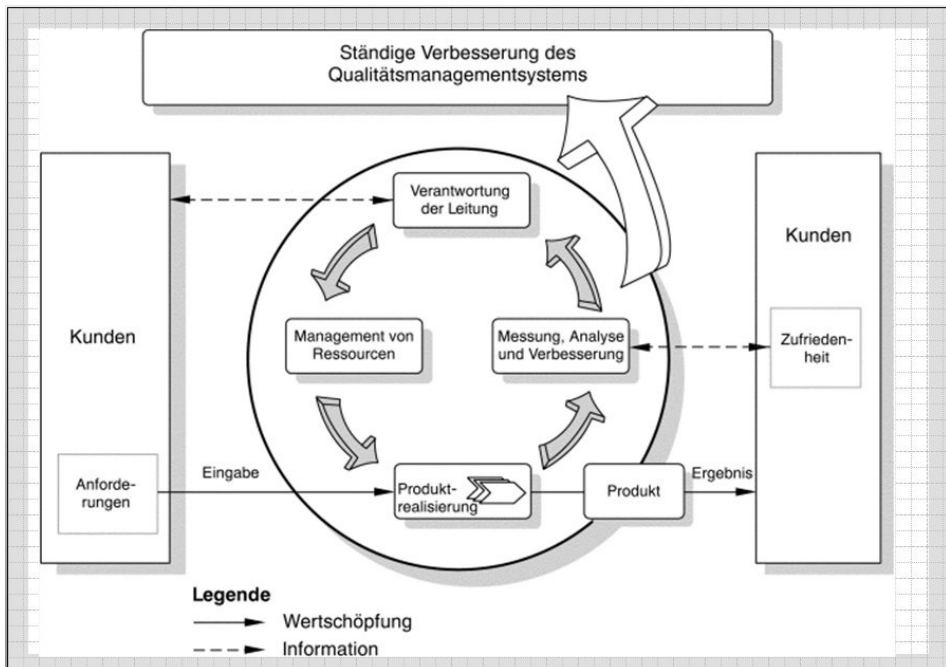 Ständige Verbesserung des
Qualitätsmanagementsystems
Kunden
Anforde-
rungen
Eingabe
Verantwortung
der Leitung
Management von
Ressourcen
Messung, Analyse
und Verbesserung
Produkt-
realisierung
Produkt
Ergebnis
Kunden
Zufrieden-
heit
Legende
Wertschöpfung
Information